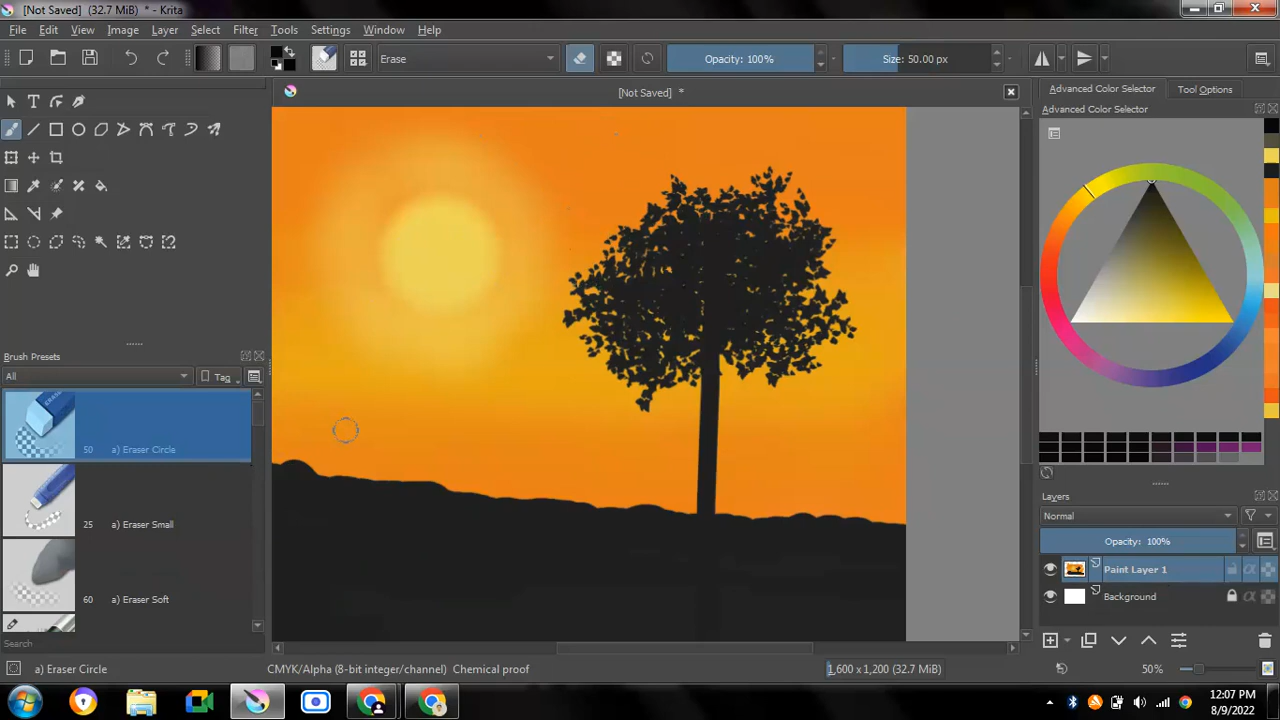 [Not Saved]  (32.7 MiB)  * - Krita
File Edit View Image Layer Select Filter Tools Settings Window Help
Erase
Opacity: 100%
Size: 50.00 px
[Not Saved]  *
Advanced Color Selector
Tool Options
Advanced Color Selector
Brush Presets
All
Tag
50 a) Eraser Circle
25 a) Eraser Small
60 a) Eraser Soft
Search
Layers
Normal
Opacity: 100%
Paint Layer 1
Background
a) Eraser Circle
CMYK/Alpha (8-bit integer/channel)  Chemical proof
1,600 x 1,200 (32.7 MiB)
50%
12:07 PM
8/9/2022